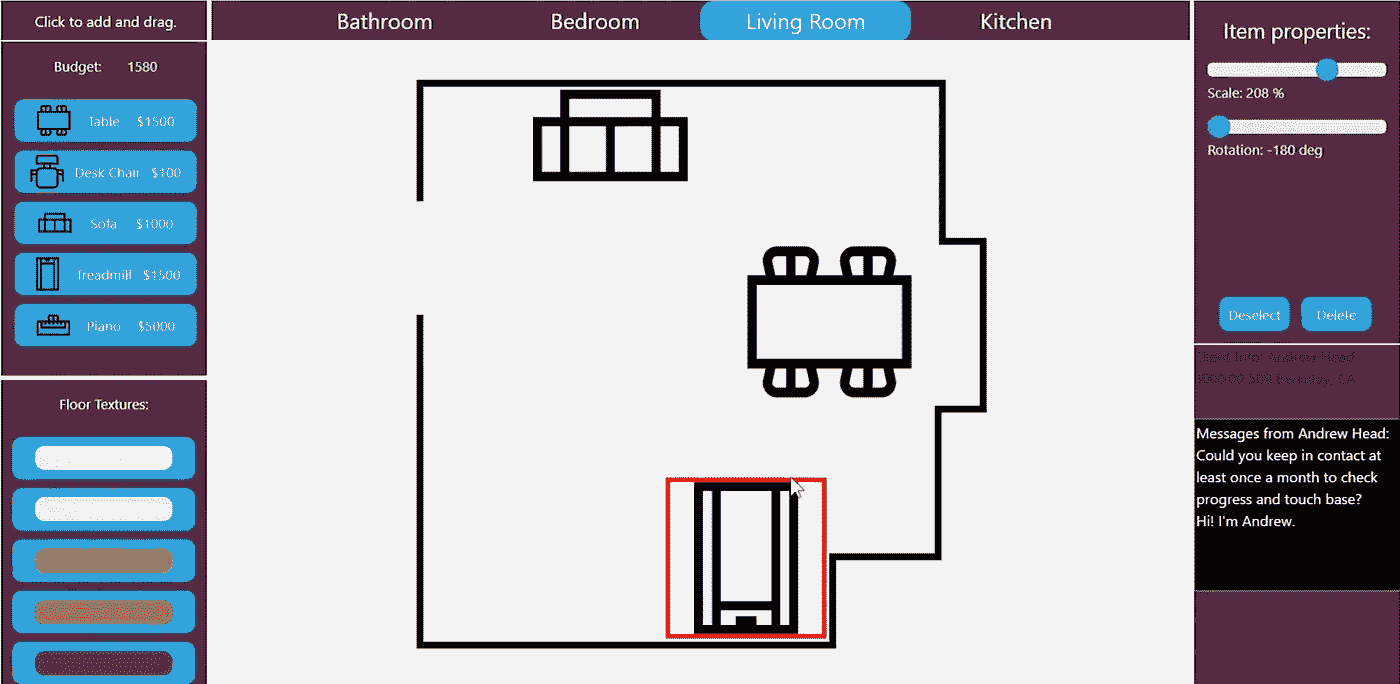 Click to add and drag.
Bathroom Bedroom Living Room Kitchen
Budget: 1580
Table $1500
Desk Chair $100
Sofa $1000
Treadmill $1500
Piano $5000
Floor Textures:
Item properties:
Scale: 208 %
Rotation: -180 deg
Deselect Delete
Client Info: Andrew Head
Berkeley, CA
Messages from Andrew Head:
Could you keep in contact at
least once a month to check
progress and touch base?
Hi! I'm Andrew.